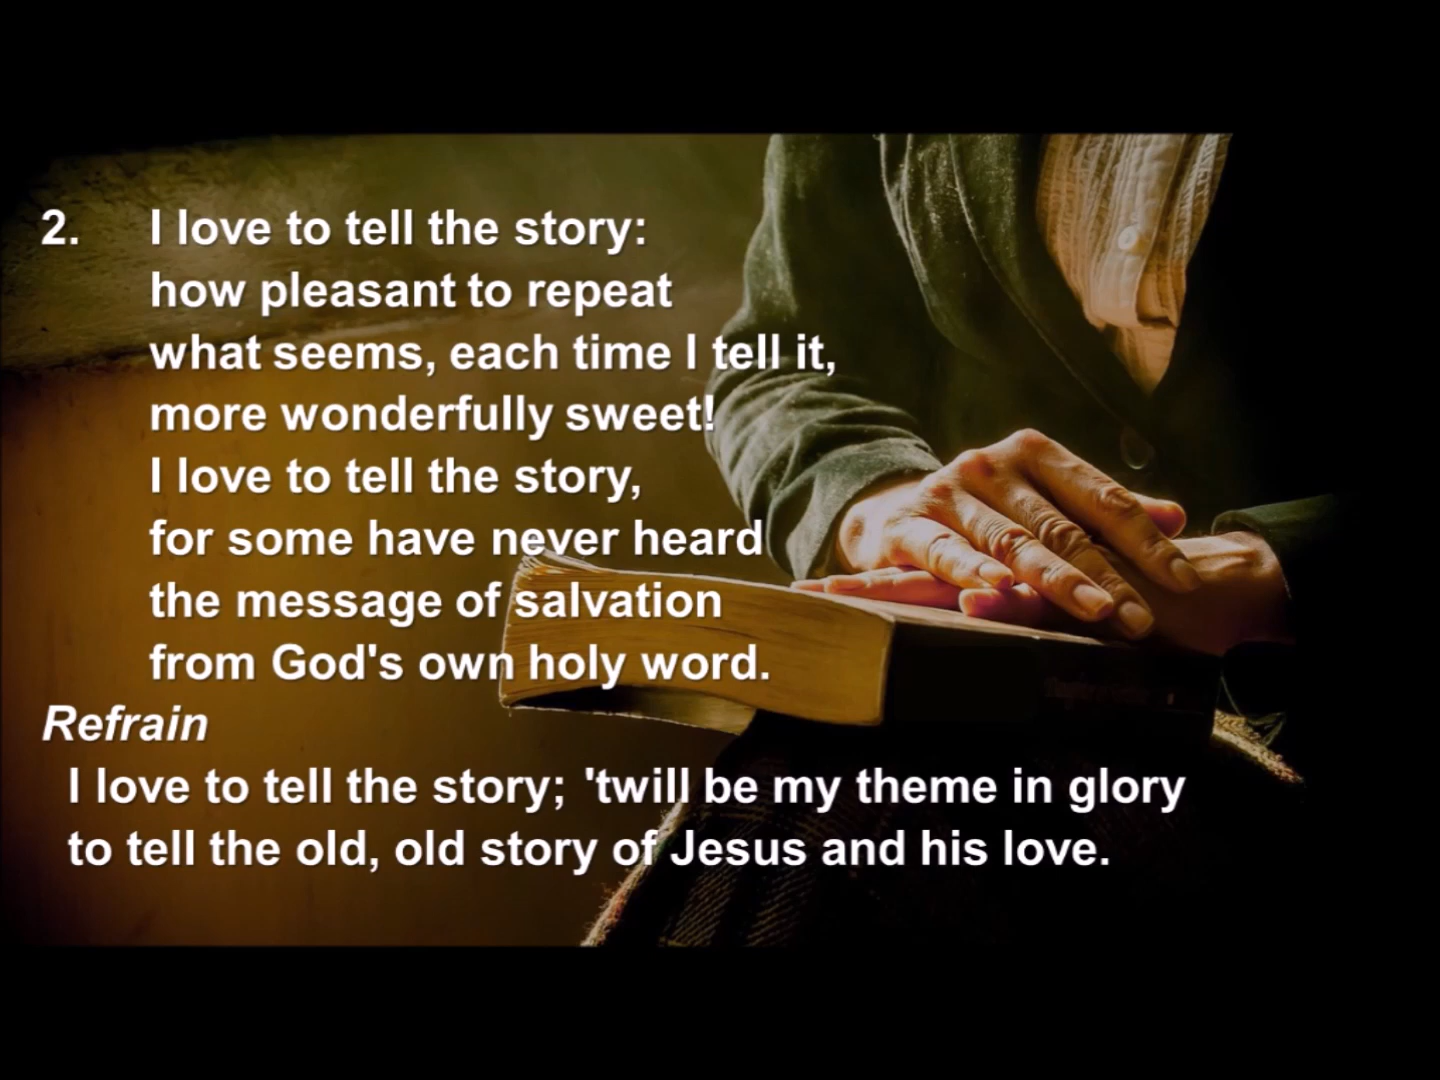 2. I love to tell the story:
how pleasant to repeat
what seems, each time I tell it,
more wonderfully sweet!
I love to tell the story,
for some have never heard
the message of salvation
from God's own holy word.
Refrain
I love to tell the story; 'twill be my theme in glory
to tell the old, old story of Jesus and his love.